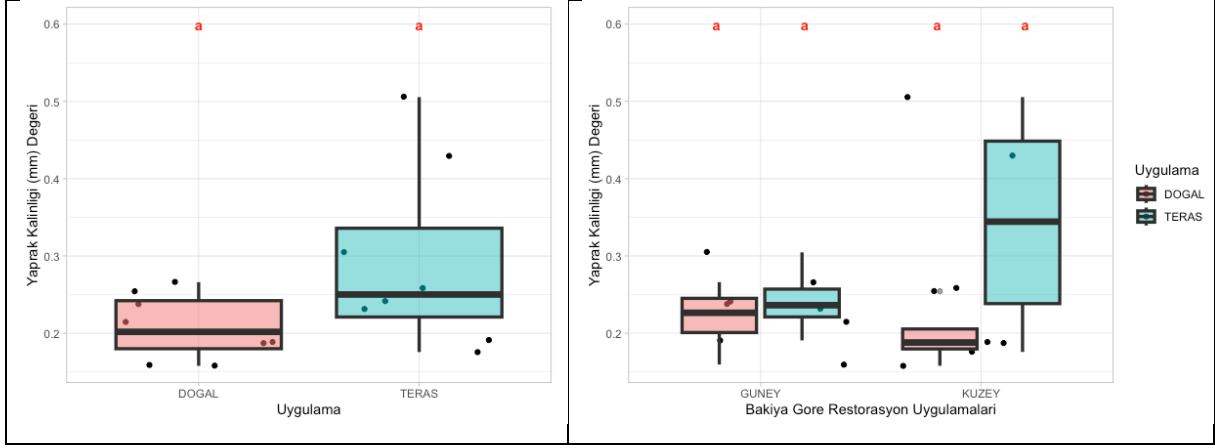 Yaprak Kalinligi (mm) Degeri
0.6
0.5
0.4
0.3
0.2
a
a
DOGAL
TERAS
Uygulama
Yaprak Kalinligi (mm) Degeri
0.6
0.5
0.4
0.3
0.2
a
a
a
a
GUNEY
KUZEY
Bakiya Gore Restorasyon Uygulamalari
Uygulama
DOGAL
TERAS